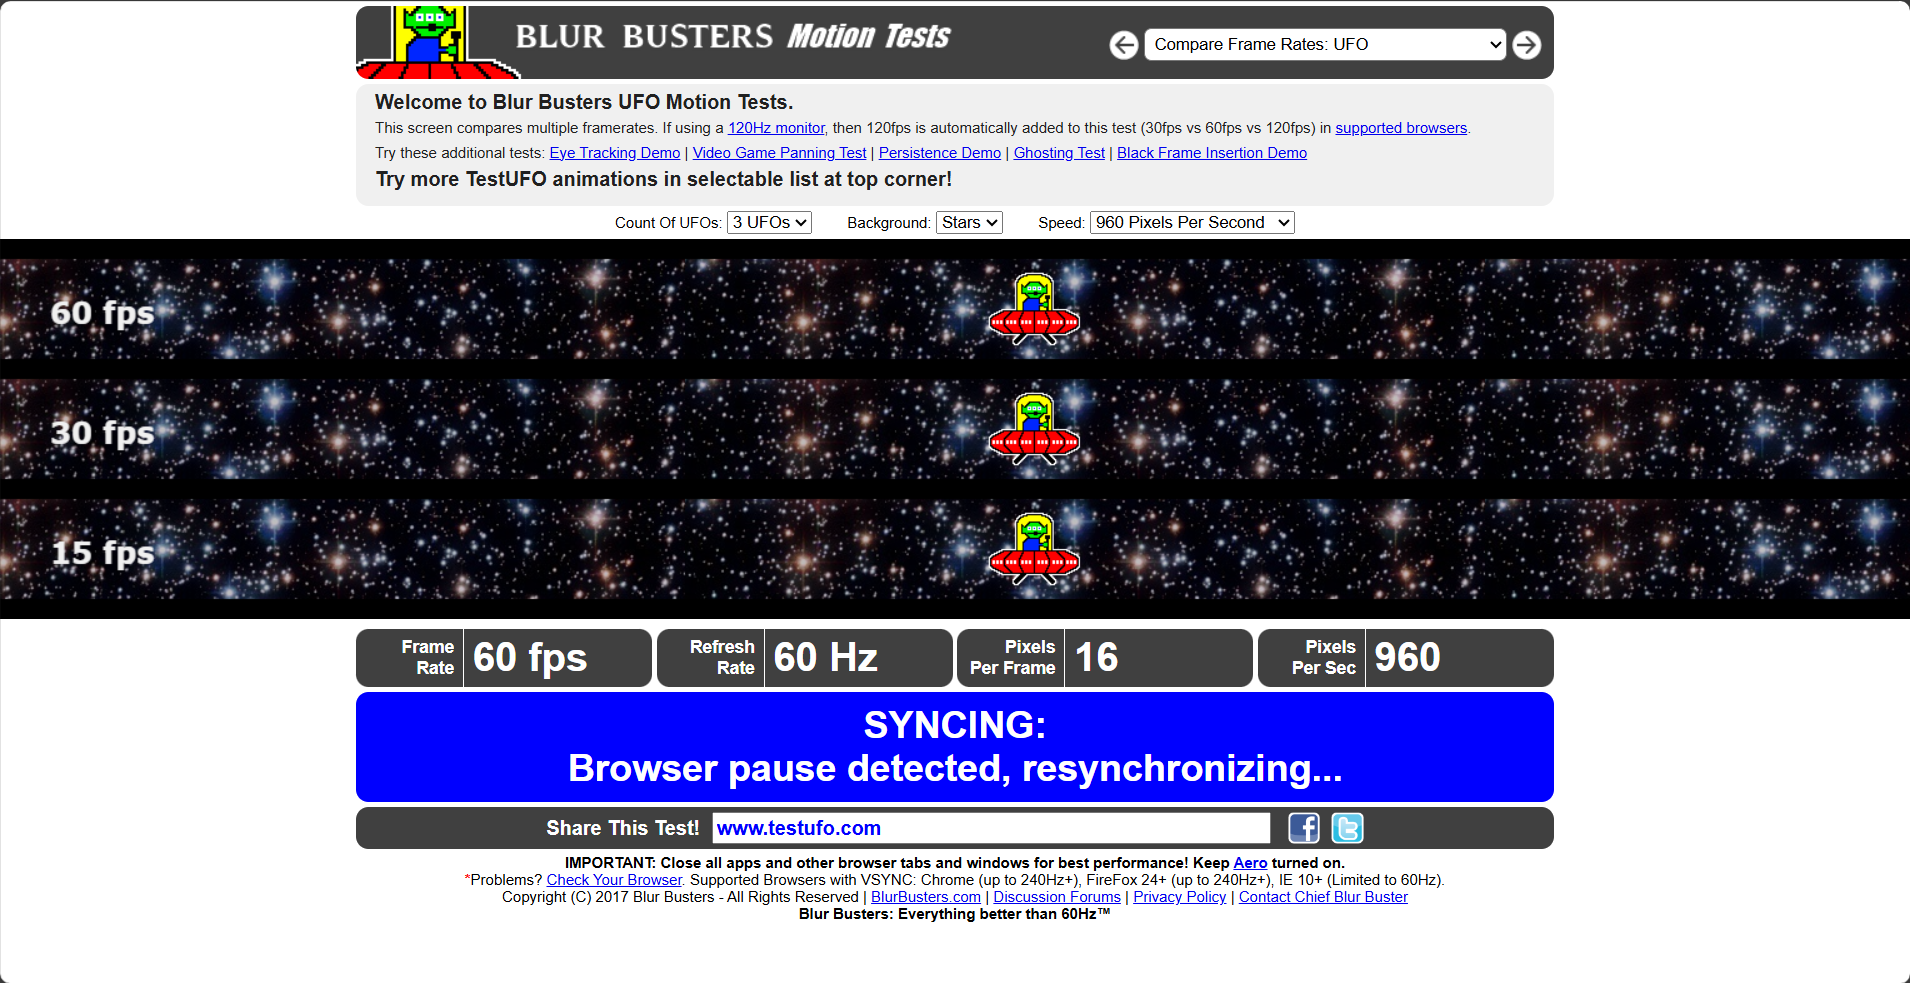 BLUR BUSTERS Motion Tests
Compare Frame Rates: UFO
Welcome to Blur Busters UFO Motion Tests.
This screen compares multiple framerates. If using a 120Hz monitor, then 120fps is automatically added to this test (30fps vs 60fps vs 120fps) in supported browsers.
Try these additional tests: Eye Tracking Demo | Video Game Panning Test | Persistence Demo | Ghosting Test | Black Frame Insertion Demo
Try more TestUFO animations in selectable list at top corner!
Count Of UFOs: 3 UFOs Background: Stars Speed: 960 Pixels Per Second
60 fps
30 fps
15 fps
Frame Rate 60 fps
Refresh Rate 60 Hz
Pixels Per Frame 16
Pixels Per Sec 960
SYNCING:
Browser pause detected, resynchronizing...
Share This Test! www.testufo.com
IMPORTANT: Close all apps and other browser tabs and windows for best performance! Keep Aero turned on.
*Problems? Check Your Browser. Supported Browsers with VSYNC: Chrome (up to 240Hz+), FireFox 24+ (up to 240Hz+), IE 10+ (Limited to 60Hz).
Copyright (C) 2017 Blur Busters - All Rights Reserved | BlurBusters.com | Discussion Forums | Privacy Policy | Contact Chief Blur Buster
Blur Busters: Everything better than 60Hz™